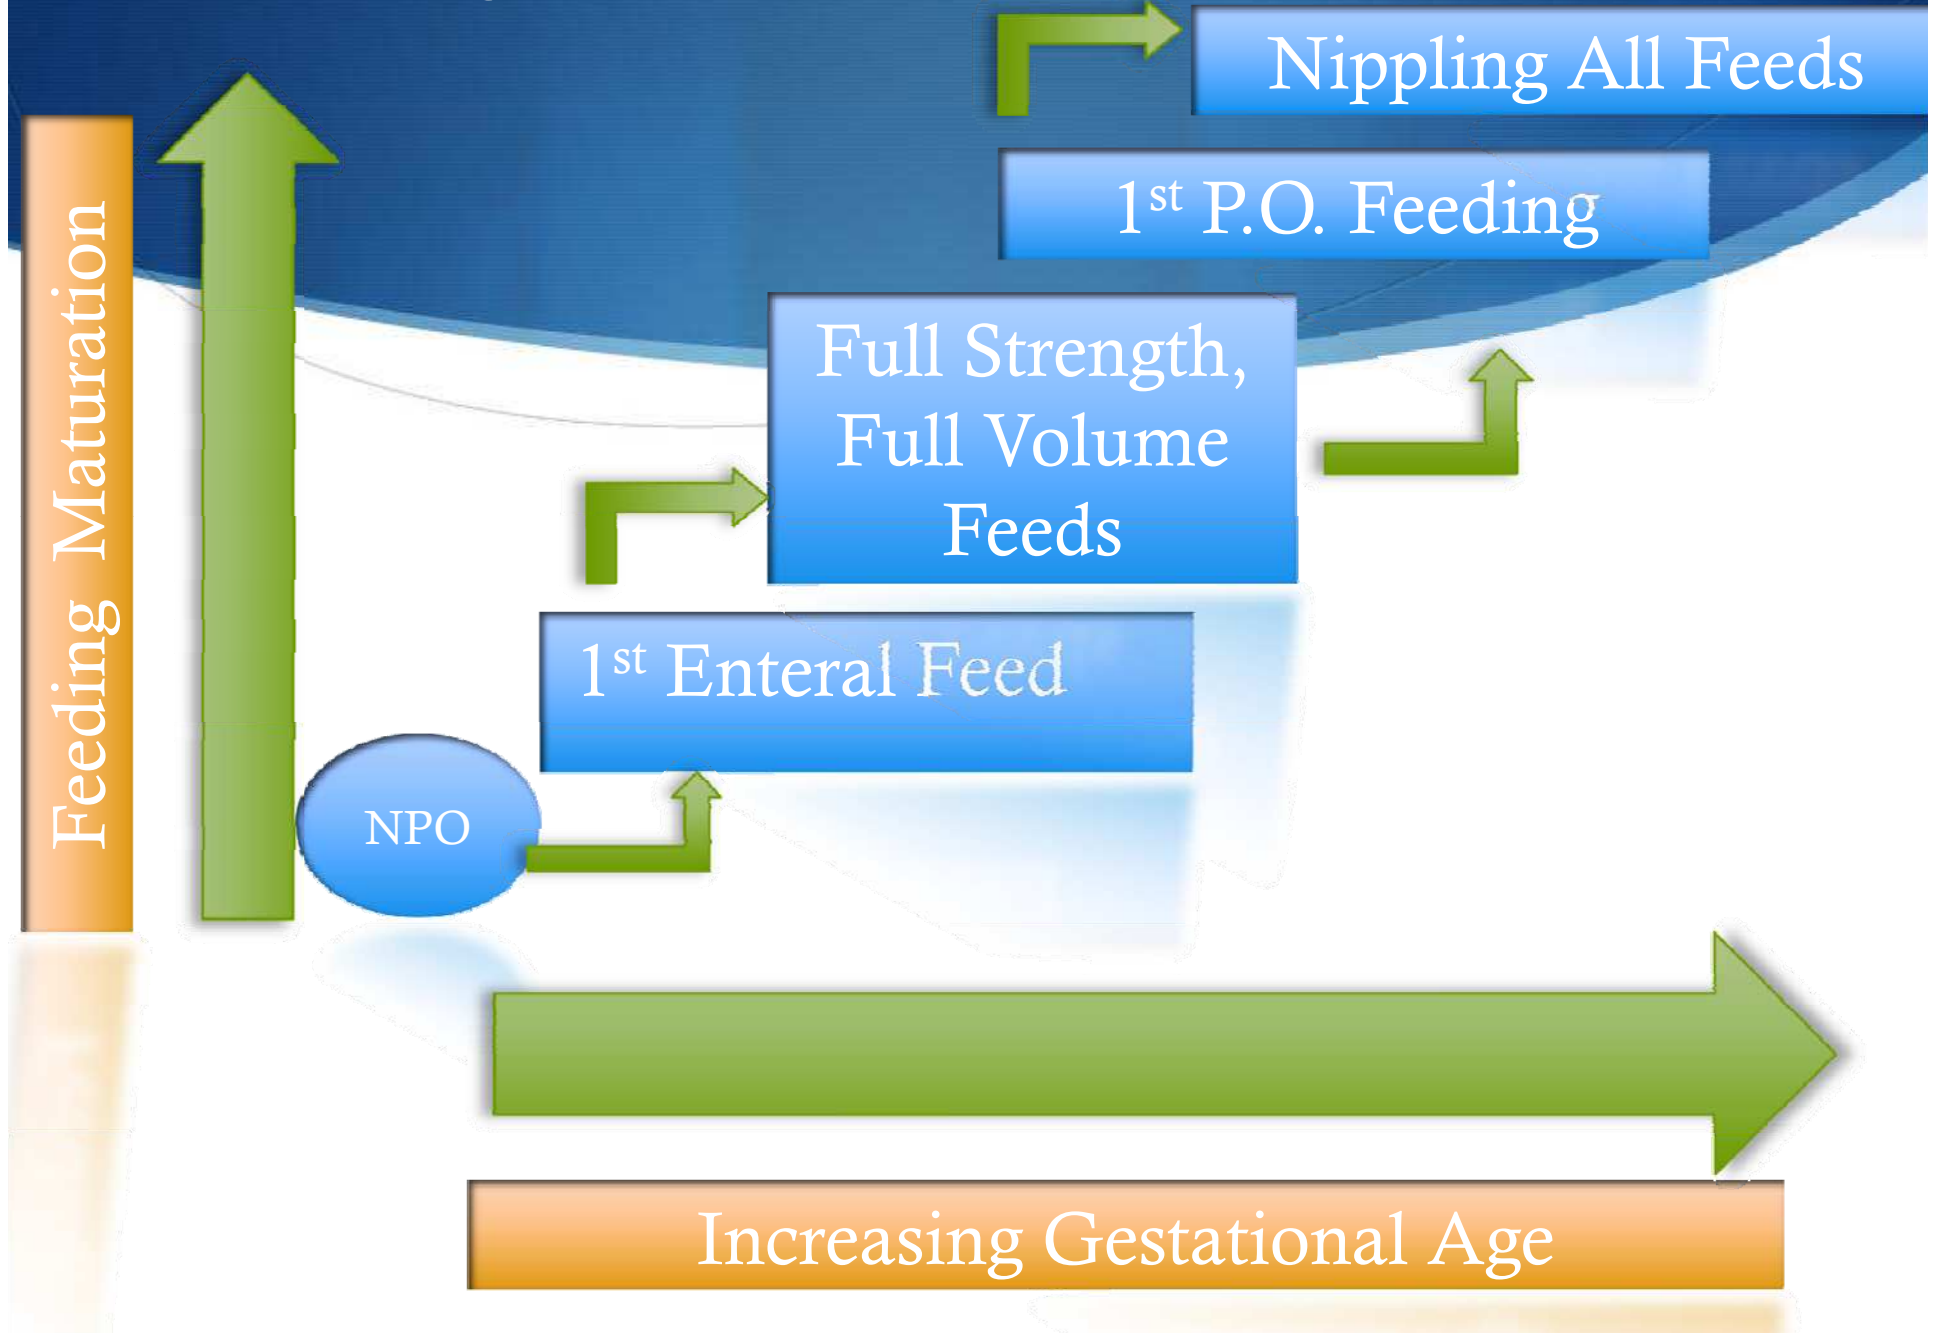 Nippling All Feeds
1st P.O. Feeding
Full Strength,
Full Volume
Feeds
1st Enteral Feed
NPO
Feeding Maturation
Increasing Gestational Age